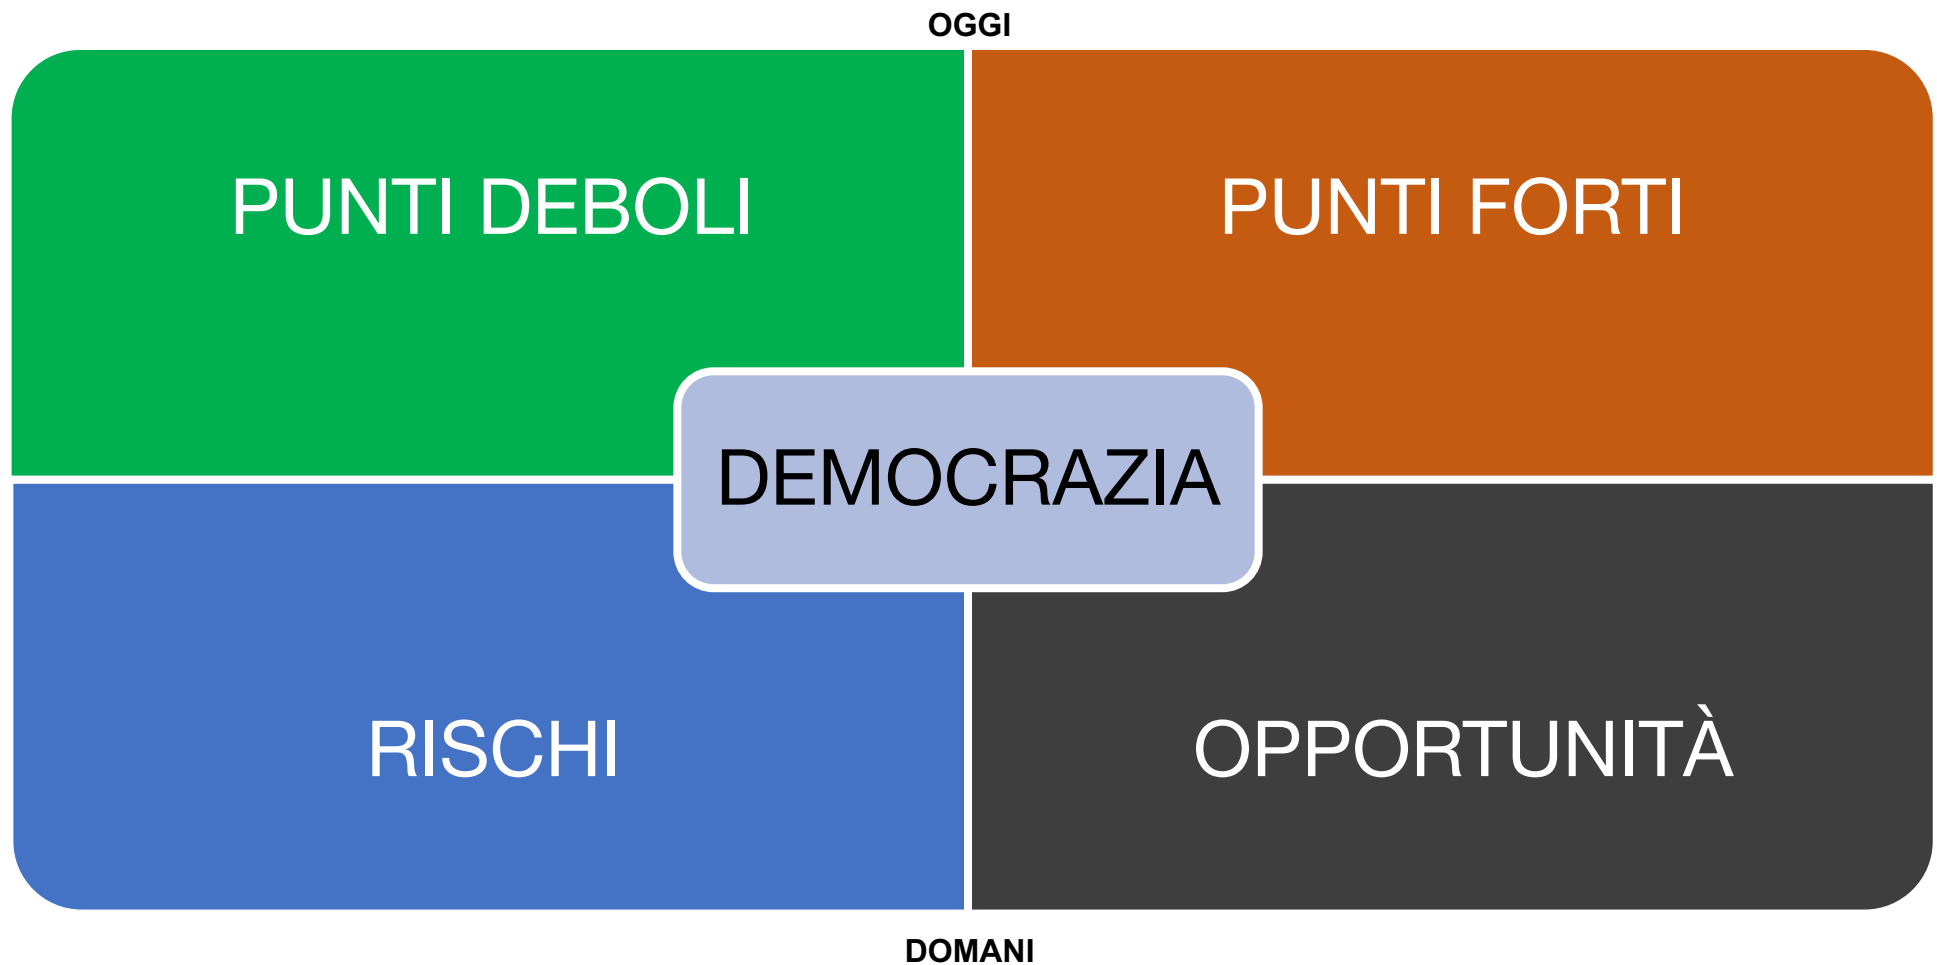 OGGI
PUNTI DEBOLI
PUNTI FORTI
DEMOCRAZIA
RISCHI
OPPORTUNITÀ
DOMANI